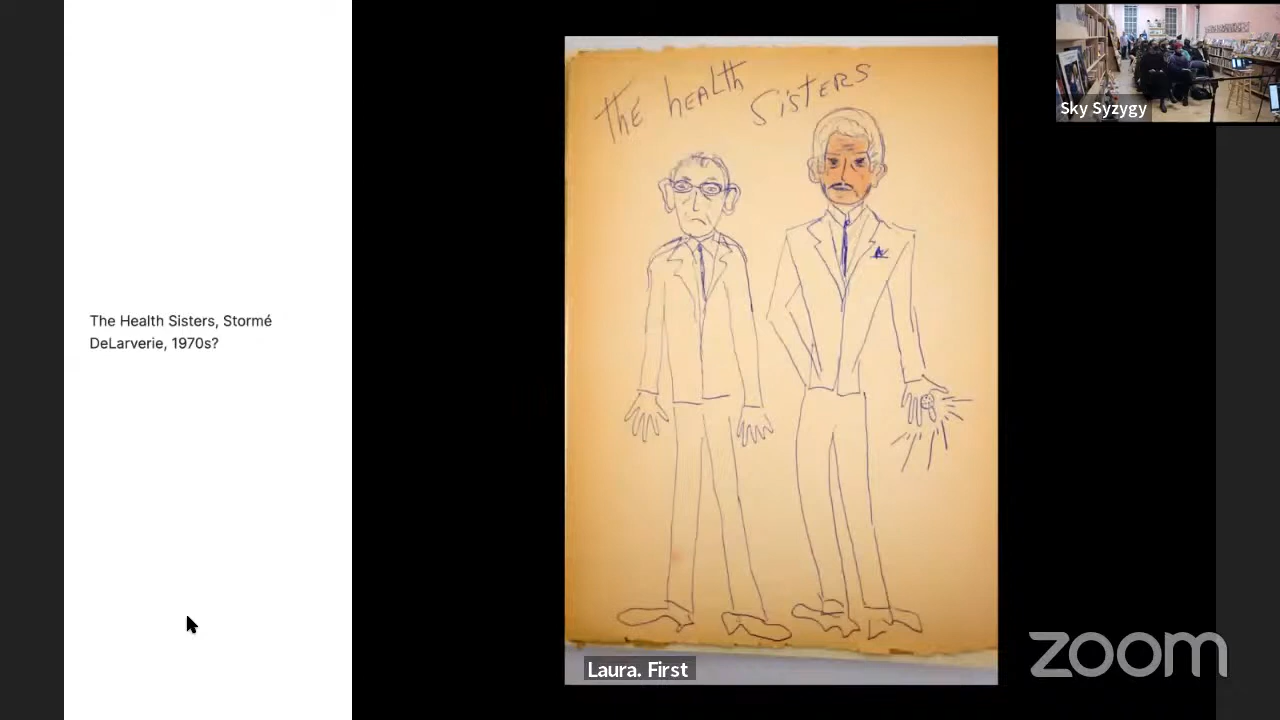 The Health Sisters, Stormé
DeLarverie, 1970s?
The heALth SisteRS
Sky Syzygy
Laura. First
zoom